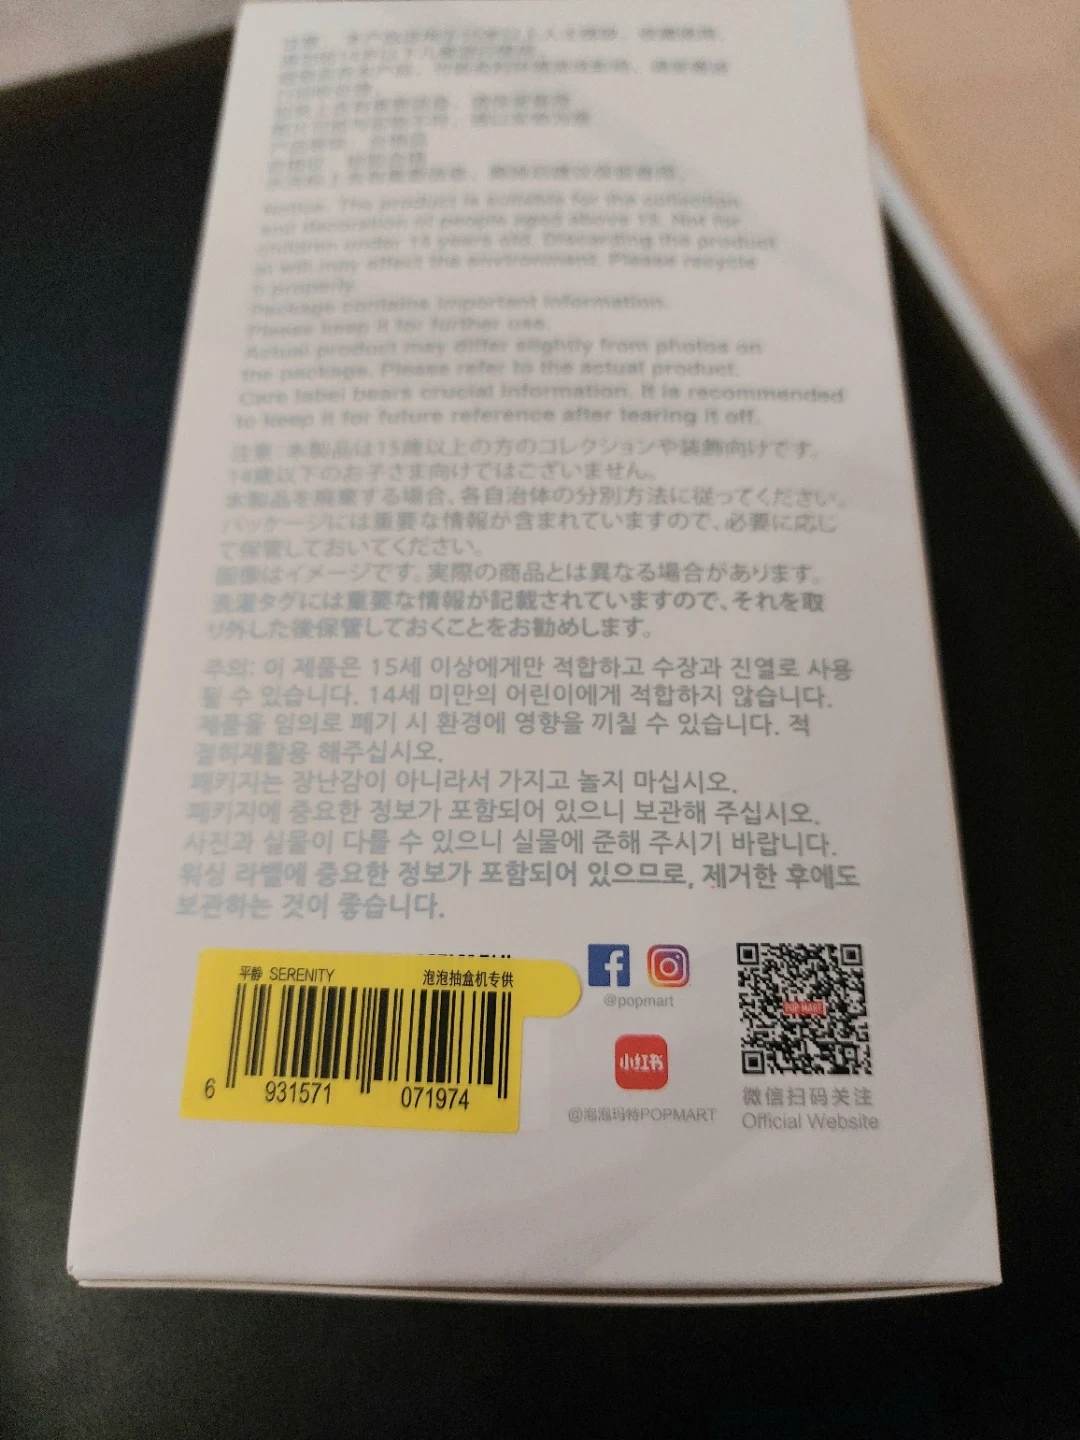 Notice: The product is suitable for the collection
and decoration of people aged above 15. Not for
children under 14 years old. Discarding the product
at will may affect the environment. Please recycle
it properly.
Package contains important information.
Please keep it for further use.
Actual product may differ slightly from photos on
the package. Please refer to the actual product.
Care label bears crucial information. It is recommended
to keep it for future reference after tearing it off.
注意:本製品は15歳以上の方のコレクションや装飾向けです。
14歳以下のお子さま向けではございません。
本製品を廃棄する場合、各自治体の分別方法に従ってください。
パッケージには重要な情報が含まれていますので、必要に応じ
て保管しておいてください。
画像はイメージです。実際の商品とは異なる場合があります。
洗濯タグには重要な情報が記載されていますので、それを取
り外した後保管しておくことをお勧めします。
주의: 이 제품은 15세 이상에게만 적합하고 수장과 진열로 사용
될 수 있습니다. 14세 미만의 어린이에게 적합하지 않습니다.
제품을 임의로 폐기 시 환경에 영향을 끼칠 수 있습니다. 적
절히재활용 해주십시오.
패키지는 장난감이 아니라서 가지고 놀지 마십시오.
패키지에 중요한 정보가 포함되어 있으니 보관해 주십시오.
사진과 실물이 다를 수 있으니 실물에 준해 주시기 바랍니다.
워싱 라벨에 중요한 정보가 포함되어 있으므로, 제거한 후에도
보관하는 것이 좋습니다.
平静 SERENITY 泡泡抽盒机专供
6 931571 071974
@popmart
小红书
@泡泡玛特POPMART
POP MART
微信扫码关注
Official Website